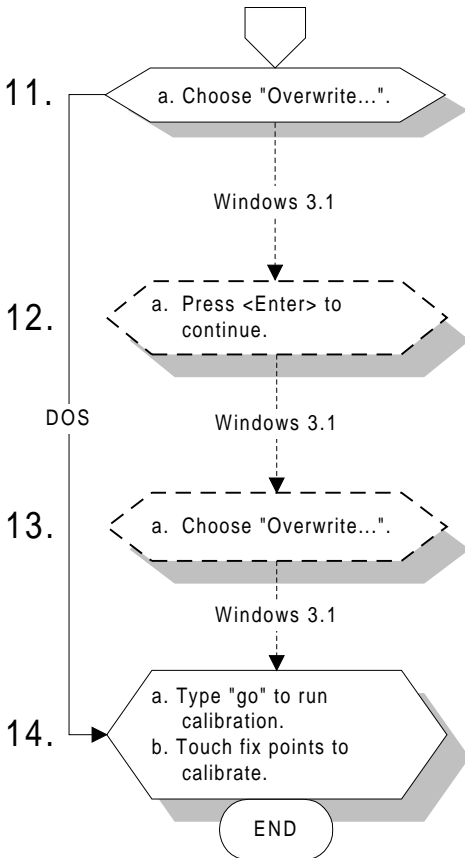 11.
a. Choose "Overwrite...".
Windows 3.1
12.
a. Press <Enter> to
continue.
DOS
Windows 3.1
13.
a. Choose "Overwrite...".
Windows 3.1
14.
a. Type "go" to run
calibration.
b. Touch fix points to
calibrate.
END